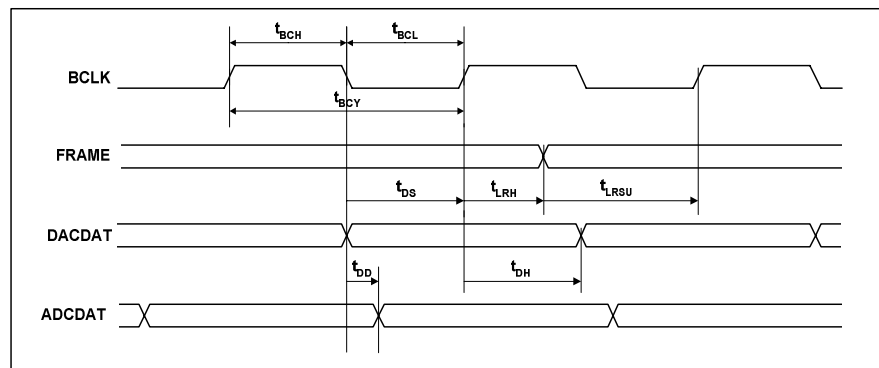 tBCH tBCL
BCLK
tBCY
FRAME
tDS tLRH tLRSU
DACDAT
tDD tDH
ADCDAT